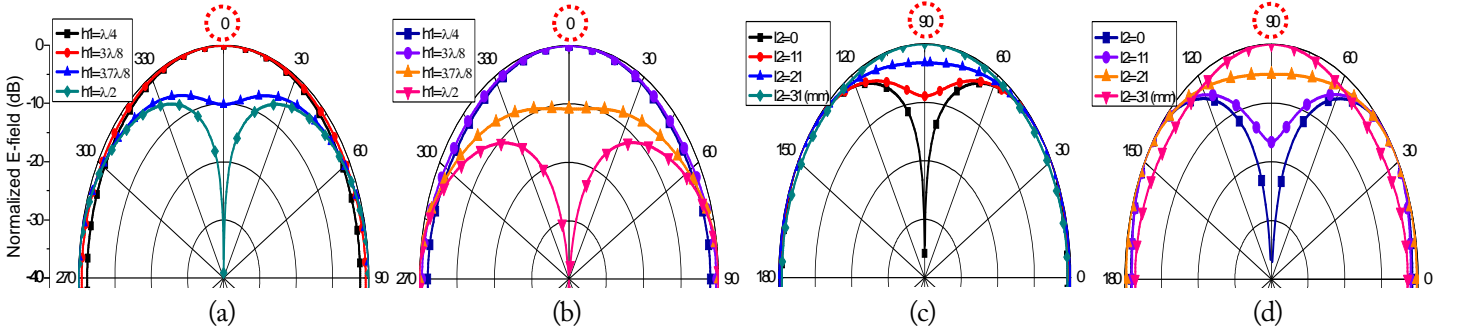 Normalized E-field (dB)
0
-10
-20
-30
-40
h1=λ/4
h1=3λ/8
h1=3.7λ/8
h1=λ/2
0
330
30
300
60
270
90
(a)
h1=λ/4
h1=3λ/8
h1=3.7λ/8
h1=λ/2
0
330
30
300
60
270
90
(b)
l2=0
l2=11
l2=21
l2=31(mm)
90
120
60
150
30
180
0
(c)
l2=0
l2=11
l2=21
l2=31(mm)
90
120
60
150
30
180
0
(d)